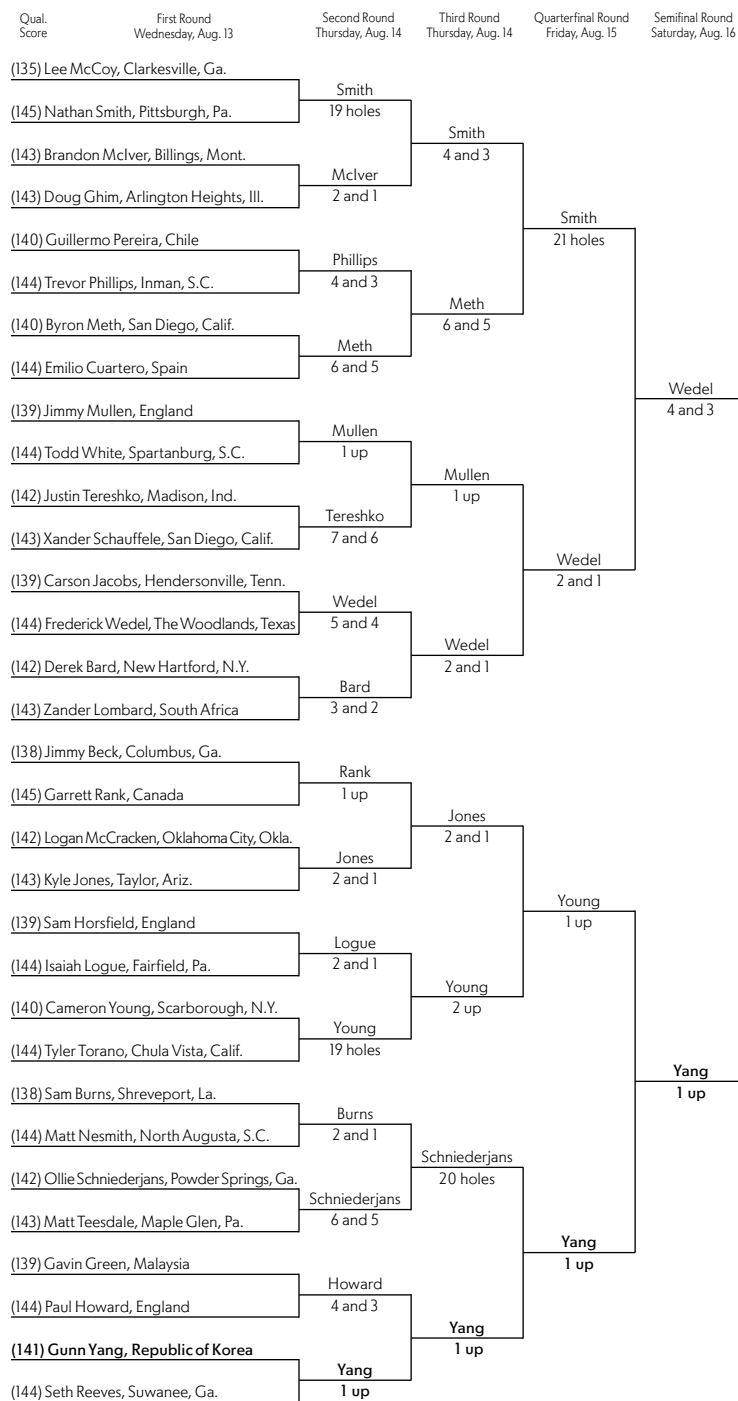 Qual. Score
First Round
Wednesday, Aug. 13
Second Round
Thursday, Aug. 14
Third Round
Thursday, Aug. 14
Quarterfinal Round
Friday, Aug. 15
Semifinal Round
Saturday, Aug. 16
(135) Lee McCoy, Clarkesville, Ga.
(145) Nathan Smith, Pittsburgh, Pa.
(143) Brandon McIver, Billings, Mont.
(143) Doug Ghim, Arlington Heights, Ill.
(140) Guillermo Pereira, Chile
(144) Trevor Phillips, Inman, S.C.
(140) Byron Meth, San Diego, Calif.
(144) Emilio Cuartero, Spain
(139) Jimmy Mullen, England
(144) Todd White, Spartanburg, S.C.
(142) Justin Tereshko, Madison, Ind.
(143) Xander Schauffele, San Diego, Calif.
(139) Carson Jacobs, Hendersonville, Tenn.
(144) Frederick Wedel, The Woodlands, Texas
(142) Derek Bard, New Hartford, N.Y.
(143) Zander Lombard, South Africa
(138) Jimmy Beck, Columbus, Ga.
(145) Garrett Rank, Canada
(142) Logan McCracken, Oklahoma City, Okla.
(143) Kyle Jones, Taylor, Ariz.
(139) Sam Horsfield, England
(144) Isaiah Logue, Fairfield, Pa.
(140) Cameron Young, Scarborough, N.Y.
(144) Tyler Torano, Chula Vista, Calif.
(138) Sam Burns, Shreveport, La.
(144) Matt Nesmith, North Augusta, S.C.
(142) Ollie Schniederjans, Powder Springs, Ga.
(143) Matt Teesdale, Maple Glen, Pa.
(139) Gavin Green, Malaysia
(144) Paul Howard, England
(141) Gunn Yang, Republic of Korea
(144) Seth Reeves, Suwanee, Ga.
Smith
19 holes
McIver
2 and 1
Phillips
4 and 3
Meth
6 and 5
Mullen
1 up
Tereshko
7 and 6
Wedel
5 and 4
Bard
3 and 2
Rank
1 up
Jones
2 and 1
Logue
2 and 1
Young
19 holes
Burns
2 and 1
Schniederjans
6 and 5
Howard
4 and 3
Yang
1 up
Smith
4 and 3
Meth
6 and 5
Mullen
1 up
Wedel
2 and 1
Jones
2 and 1
Young
2 up
Schniederjans
20 holes
Yang
1 up
Smith
21 holes
Wedel
2 and 1
Young
1 up
Yang
1 up
Wedel
4 and 3
Yang
1 up